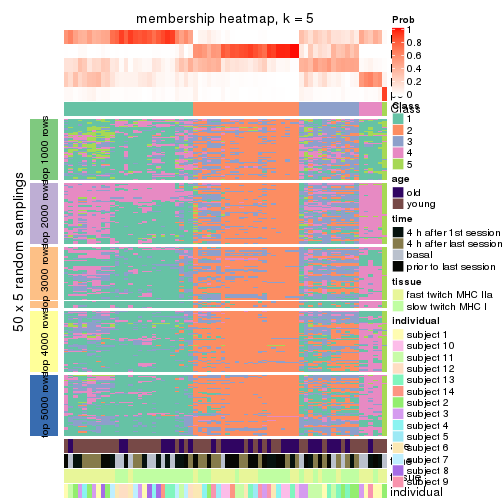 membership heatmap, k = 5
50 x 5 random samplings
top 1000 rows
top 2000 rows
top 3000 rows
top 4000 rows
top 5000 rows
Prob
1
0.8
0.6
0.4
0.2
0
Class
Class
1
2
3
4
5
age
old
young
time
4 h after 1st session
4 h after last session
basal
prior to last session
tissue
fast twitch MHC IIa
slow twitch MHC I
individual
subject 1
subject 10
subject 11
subject 12
subject 13
subject 14
subject 2
subject 3
subject 4
subject 5
subject 6
subject 7
subject 8
subject 9
individual